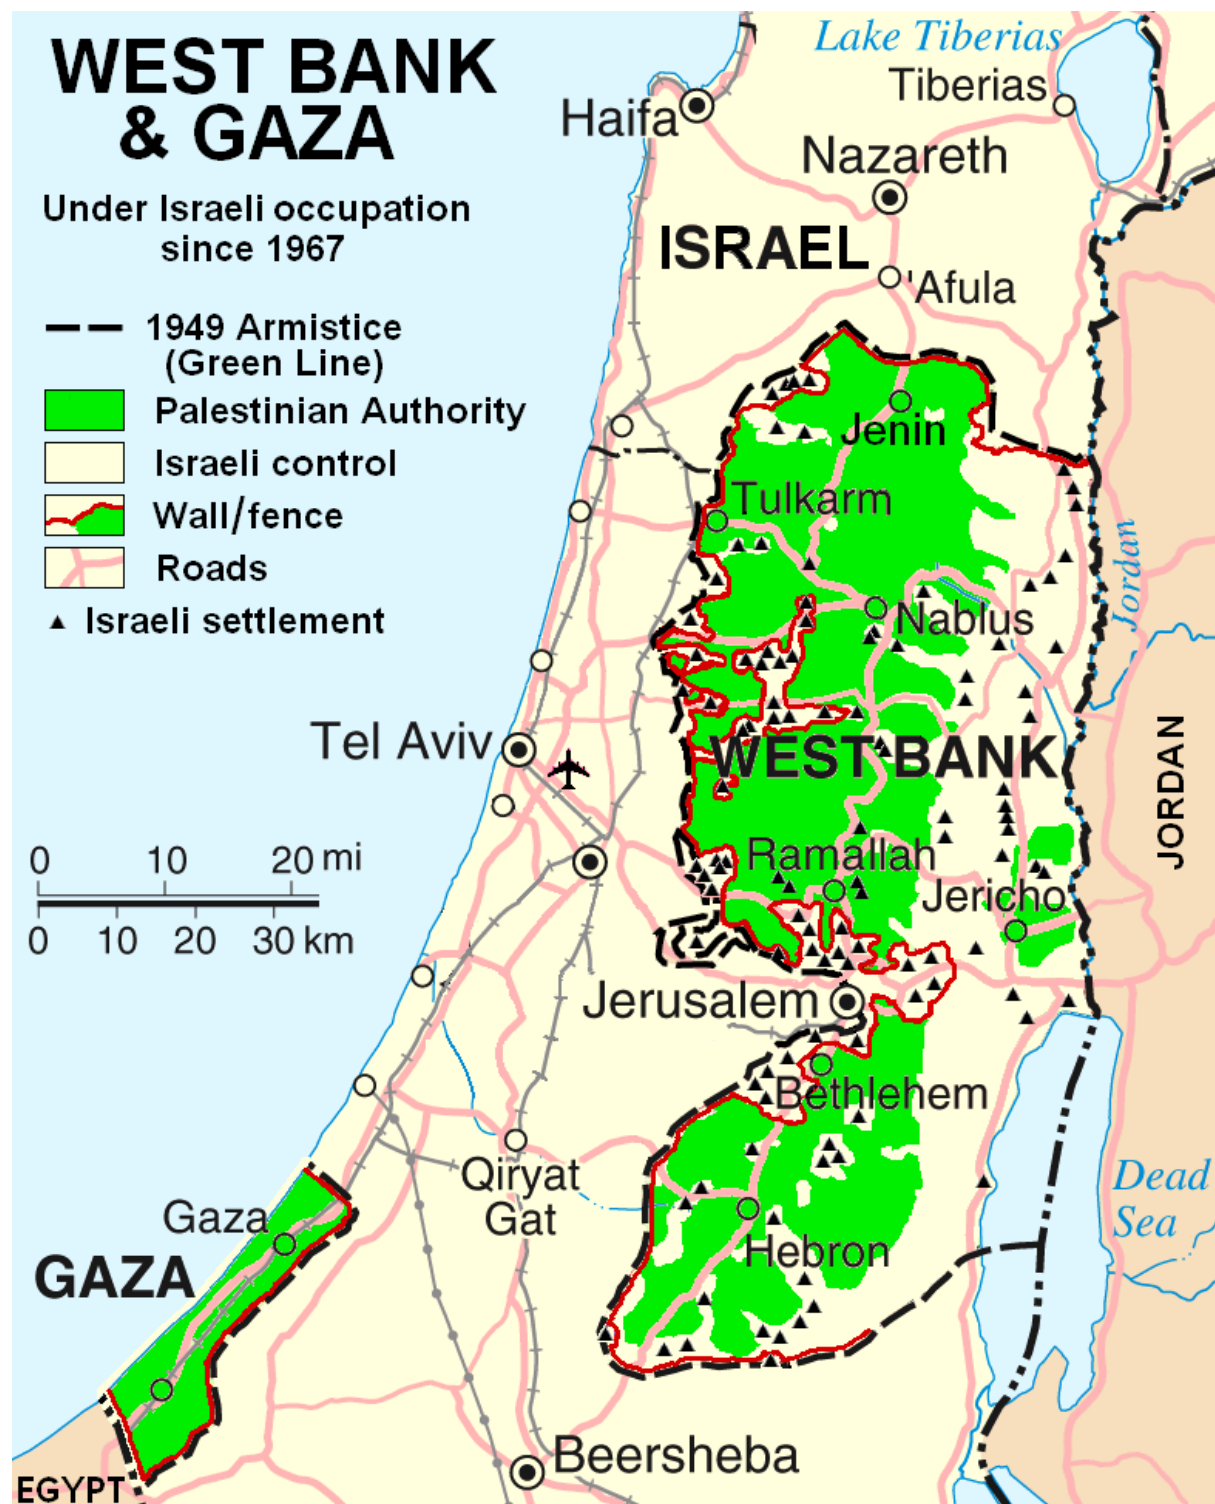 WEST BANK
& GAZA
Under Israeli occupation
since 1967
1949 Armistice
(Green Line)
Palestinian Authority
Israeli control
Wall/fence
Roads
Israeli settlement
Lake Tiberias
Tiberias
Haifa
Nazareth
ISRAEL
'Afula
Jenin
Tulkarm
Jordan
Nablus
Tel Aviv
WEST BANK
JORDAN
0 10 20 mi
0 10 20 30 km
Ramallah
Jericho
Jerusalem
Bethlehem
Qiryat
Gat
Dead
Sea
Gaza
GAZA
Hebron
Beersheba
EGYPT